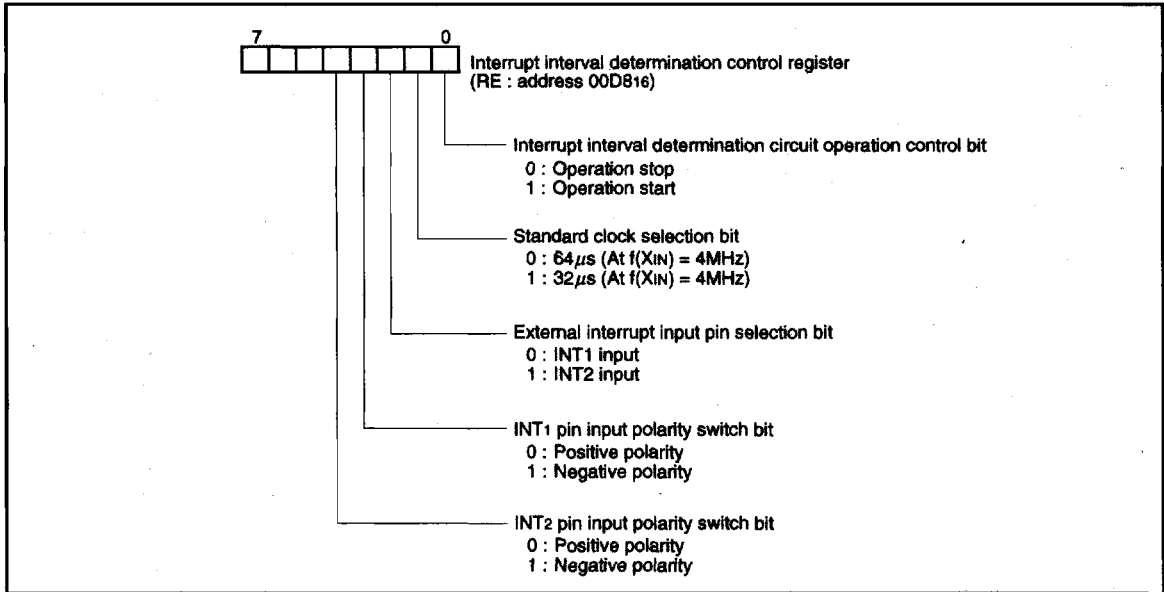 7 0
Interrupt interval determination control register
(RE : address 00D816)
Interrupt interval determination circuit operation control bit
0 : Operation stop
1 : Operation start
Standard clock selection bit
0 : 64μs (At f(XIN) = 4MHz)
1 : 32μs (At f(XIN) = 4MHz)
External interrupt input pin selection bit
0 : INT1 input
1 : INT2 input
INT1 pin input polarity switch bit
0 : Positive polarity
1 : Negative polarity
INT2 pin input polarity switch bit
0 : Positive polarity
1 : Negative polarity